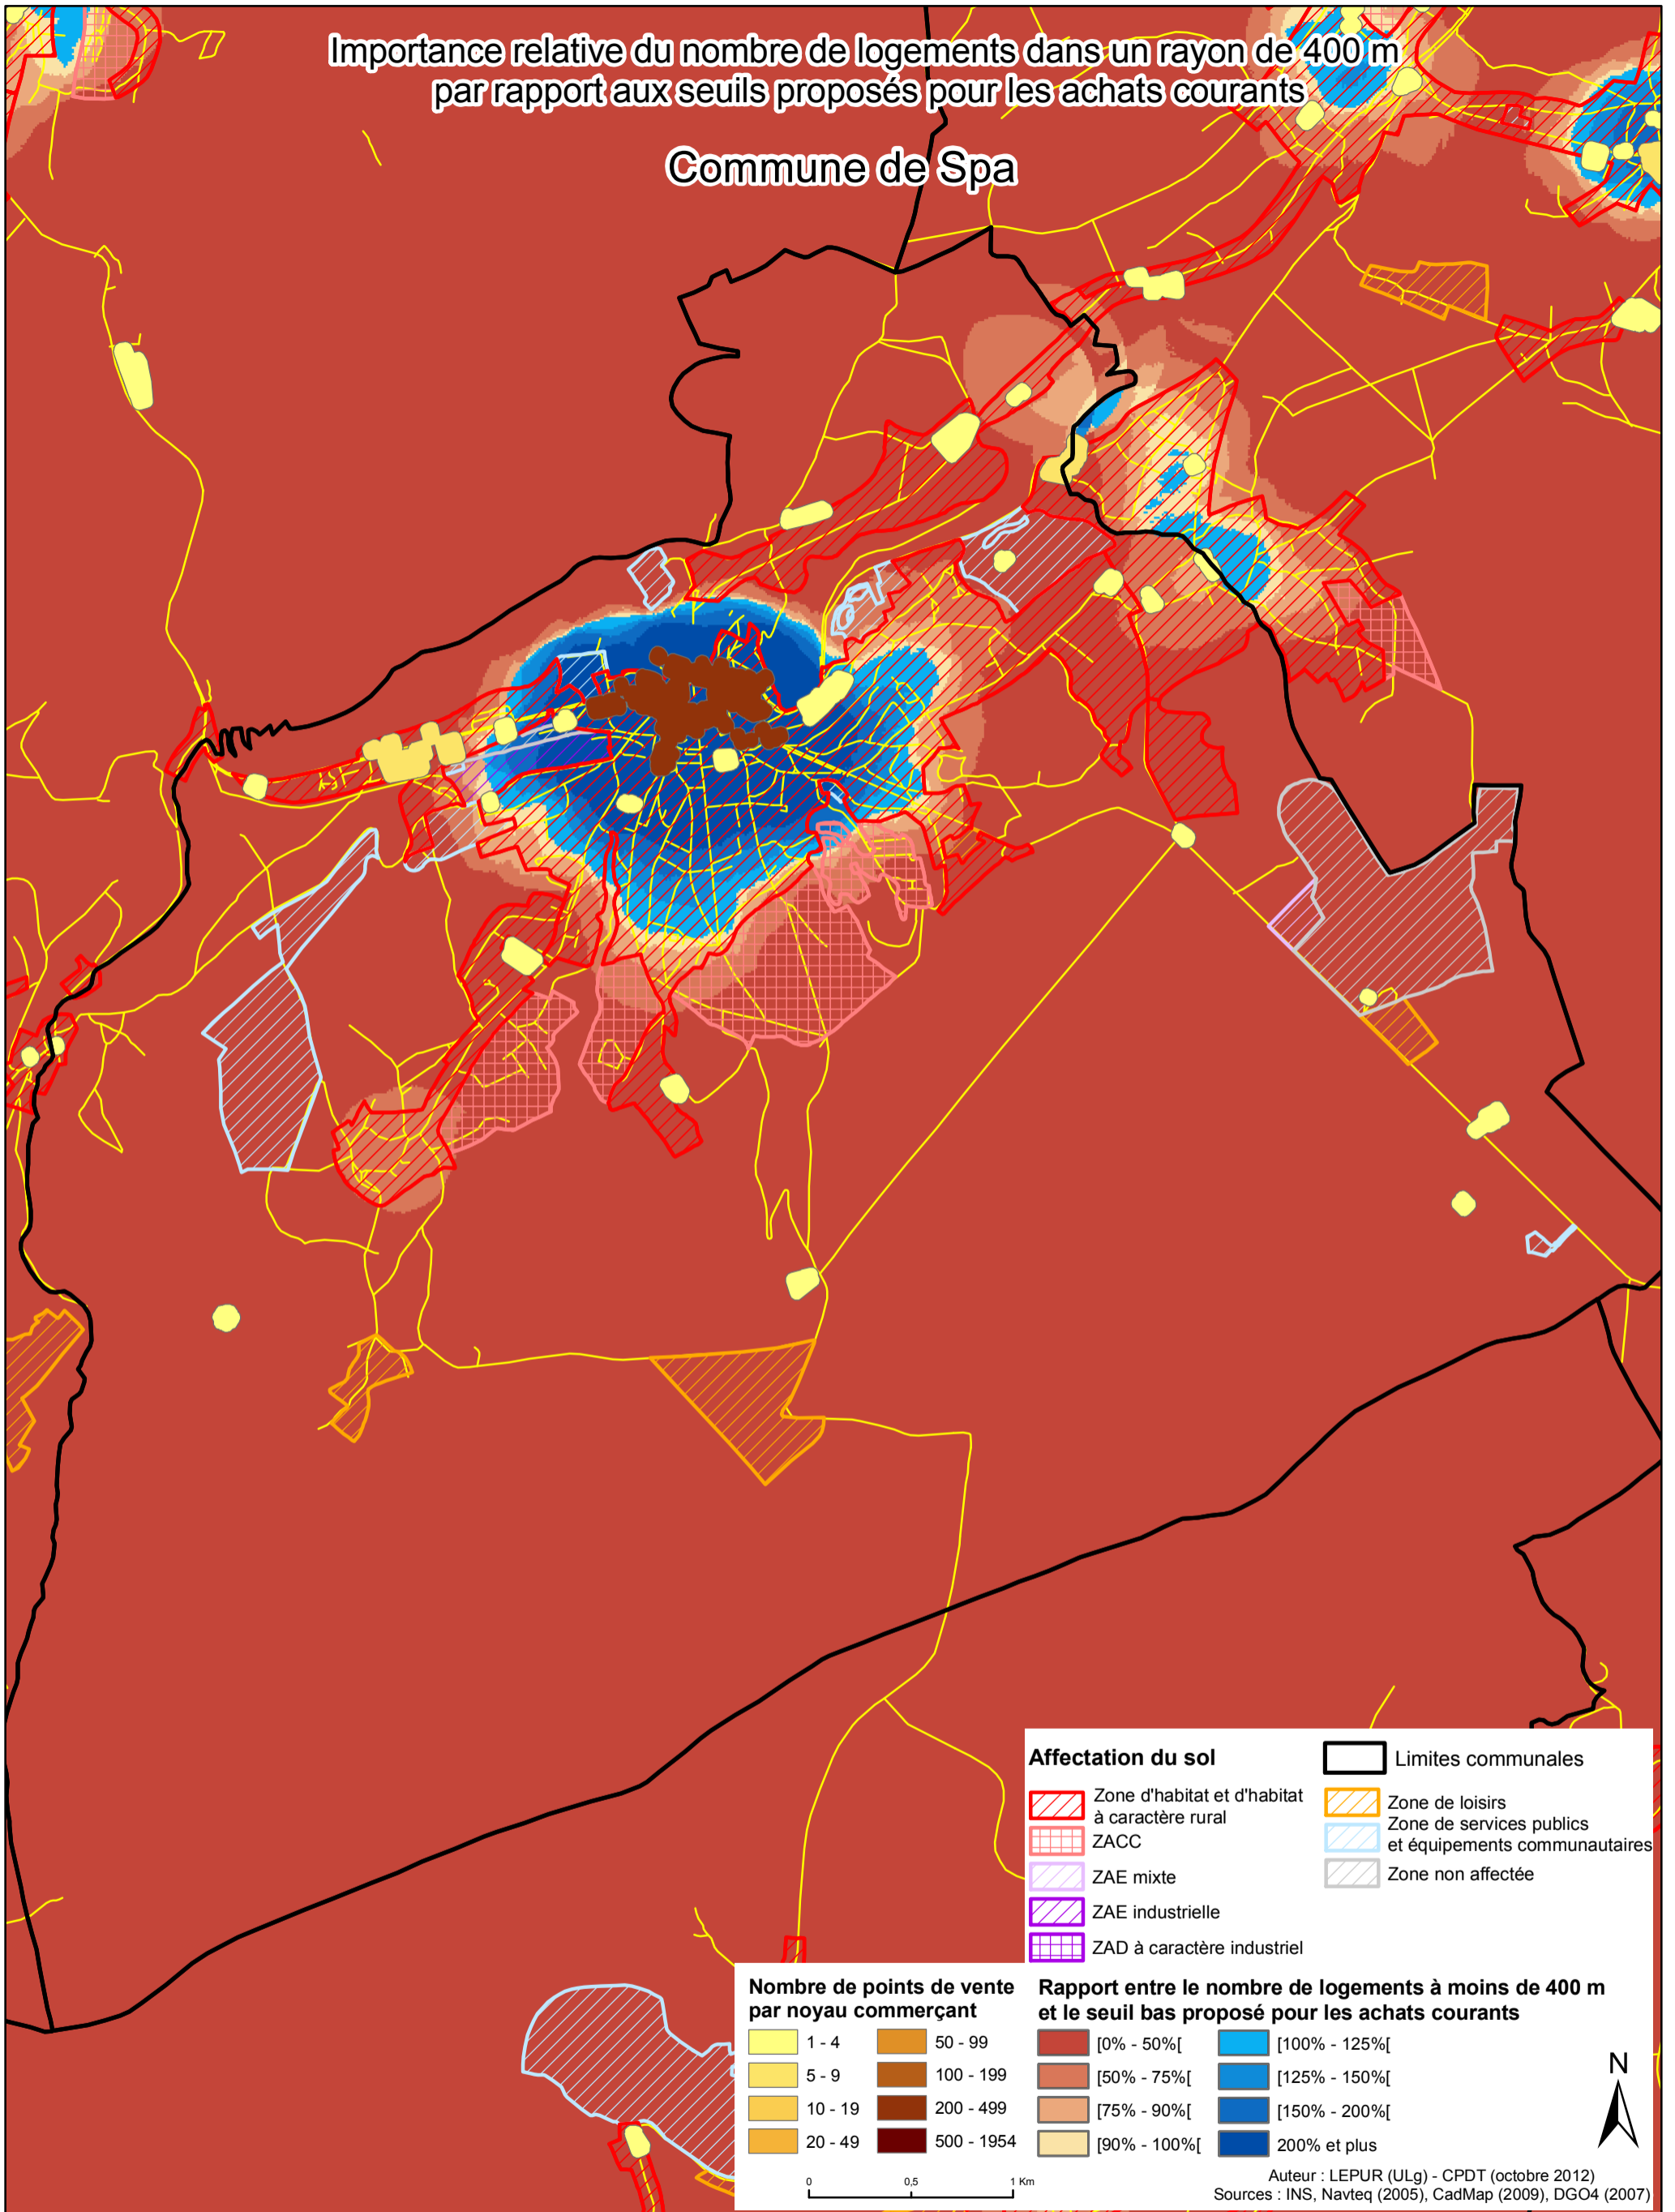 Importance relative du nombre de logements dans un rayon de 400 m
par rapport aux seuils proposés pour les achats courants
Commune de Spa
Affectation du sol
Zone d'habitat et d'habitat
à caractère rural
ZACC
ZAE mixte
ZAE industrielle
ZAD à caractère industriel
Limites communales
Zone de loisirs
Zone de services publics
et équipements communautaires
Zone non affectée
Nombre de points de vente
par noyau commerçant
1 - 4
5 - 9
10 - 19
20 - 49
50 - 99
100 - 199
200 - 499
500 - 1954
Rapport entre le nombre de logements à moins de 400 m
et le seuil bas proposé pour les achats courants
[0% - 50%[
[50% - 75%[
[75% - 90%[
[90% - 100%[
[100% - 125%[
[125% - 150%[
[150% - 200%[
200% et plus
N
0 0,5 1 Km
Auteur : LEPUR (ULg) - CPDT (octobre 2012)
Sources : INS, Navteq (2005), CadMap (2009), DGO4 (2007)